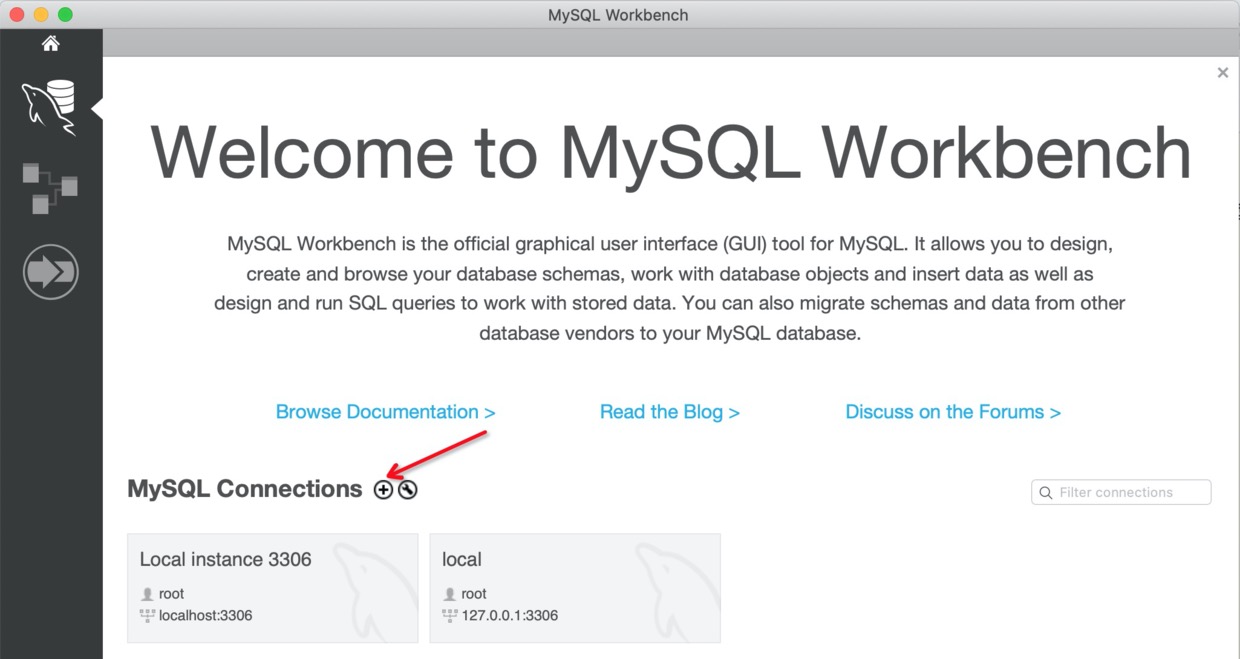 MySQL Workbench
Welcome to MySQL Workbench
MySQL Workbench is the official graphical user interface (GUI) tool for MySQL. It allows you to design,
create and browse your database schemas, work with database objects and insert data as well as
design and run SQL queries to work with stored data. You can also migrate schemas and data from other
database vendors to your MySQL database.
Browse Documentation >
Read the Blog >
Discuss on the Forums >
MySQL Connections
Filter connections
Local instance 3306
root
localhost:3306
local
root
127.0.0.1:3306